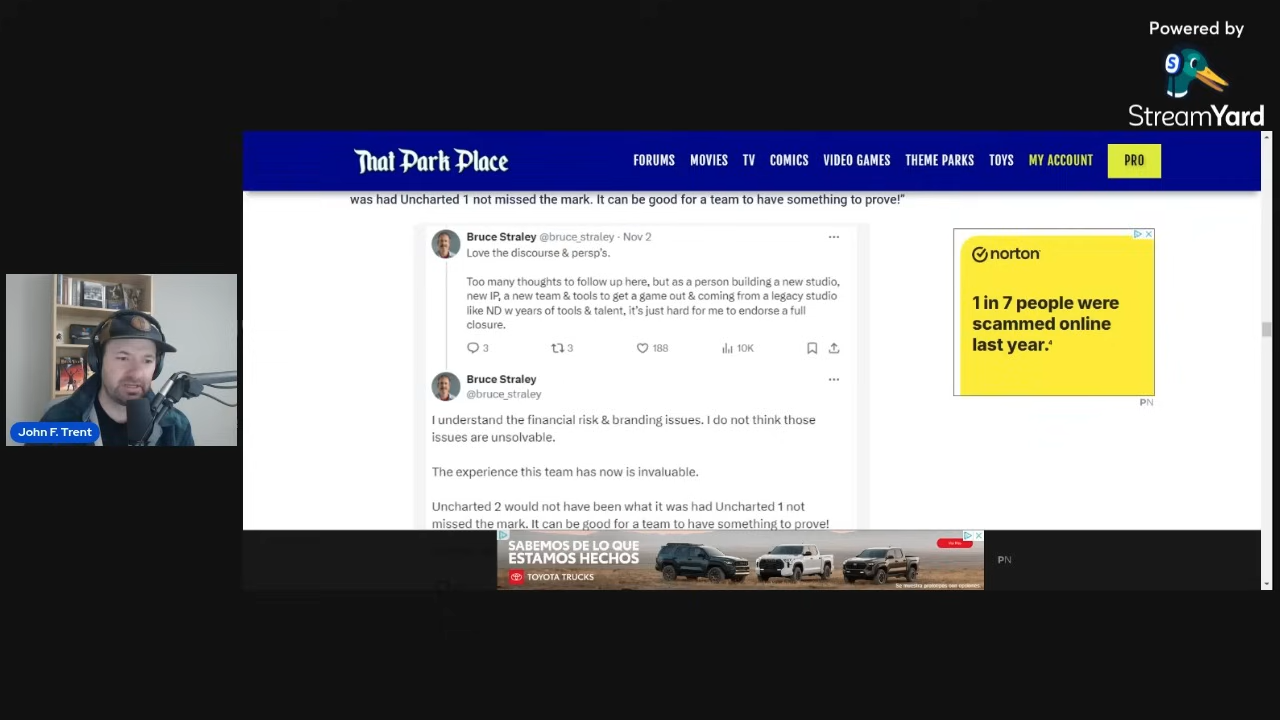 Powered by
StreamYard
That Park Place
FORUMS MOVIES TV COMICS VIDEO GAMES THEME PARKS TOYS MY ACCOUNT PRO
was had Uncharted 1 not missed the mark. It can be good for a team to have something to prove!"
Bruce Straley @bruce_straley · Nov 2
Love the discourse & persp's.
Too many thoughts to follow up here, but as a person building a new studio,
new IP, a new team & tools to get a game out & coming from a legacy studio
like ND w years of tools & talent, it's just hard for me to endorse a full
closure.
3 3 188 10K
Bruce Straley
@bruce_straley
I understand the financial risk & branding issues. I do not think those
issues are unsolvable.
The experience this team has now is invaluable.
Uncharted 2 would not have been what it was had Uncharted 1 not
missed the mark. It can be good for a team to have something to prove!
norton
1 in 7 people were
scammed online
last year.⁴
PN
John F. Trent
SABEMOS DE LO QUE
ESTAMOS HECHOS
TOYOTA TRUCKS
PN